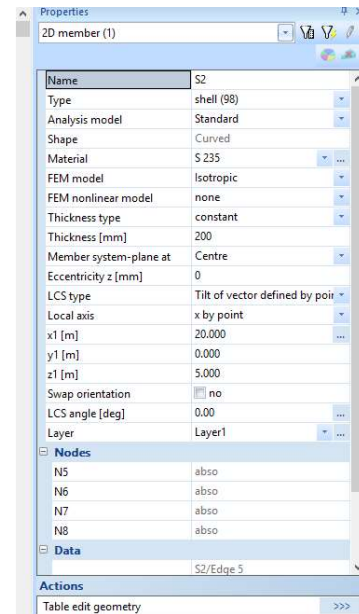 Properties
2D member (1)
Name S2
Type shell (98)
Analysis model Standard
Shape Curved
Material S 235
FEM model Isotropic
FEM nonlinear model none
Thickness type constant
Thickness [mm] 200
Member system-plane at Centre
Eccentricity z [mm] 0
LCS type Tilt of vector defined by poir
Local axis x by point
x1 [m] 20.000
y1 [m] 0.000
z1 [m] 5.000
Swap orientation no
LCS angle [deg] 0.00
Layer Layer1
Nodes
N5 abso
N6 abso
N7 abso
N8 abso
Data
S2/Edge 5
Actions
Table edit geometry >>>